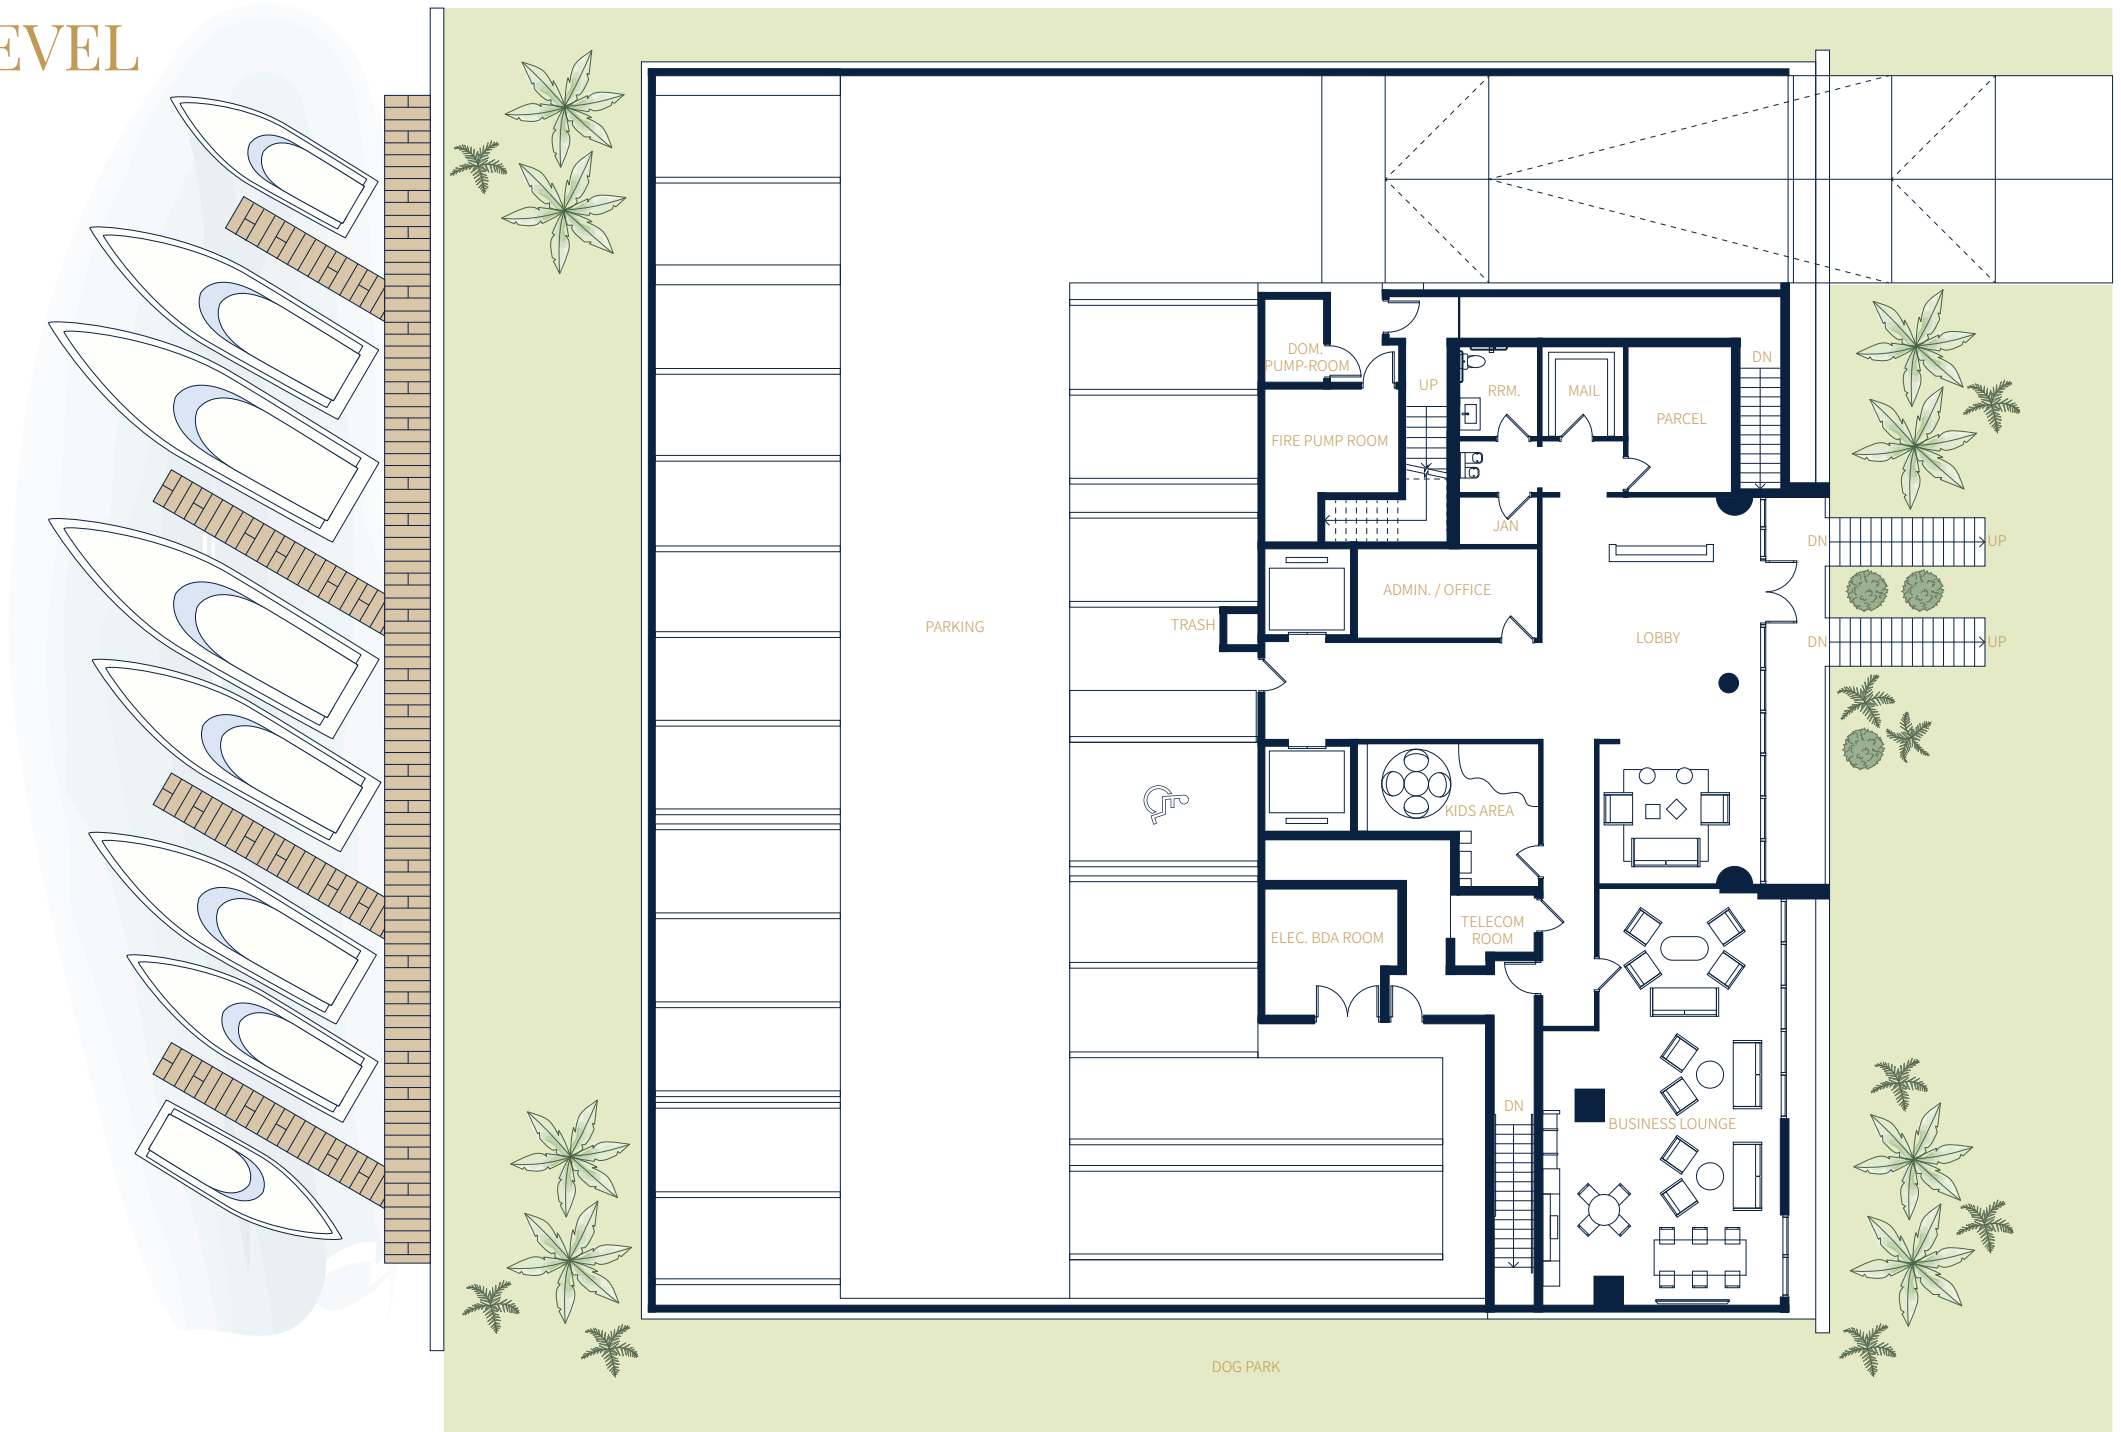 EVEL
DN
DOM.
PUMP-ROOM
UP
RRM.
MAIL
PARCEL
FIRE PUMP ROOM
JAN
DN
UP
ADMIN. / OFFICE
PARKING
TRASH
LOBBY
DN
UP
KIDS AREA
TELECOM
ROOM
ELEC. BDA ROOM
DN
BUSINESS LOUNGE
DOG PARK